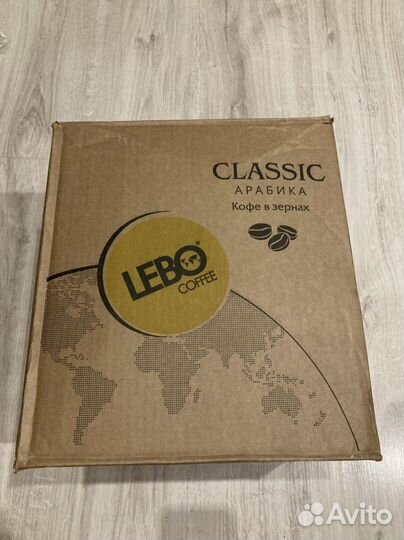 CLASSIC
АРАБИКА
Кофе в зернах
LEBO®
COFFEE
Avito